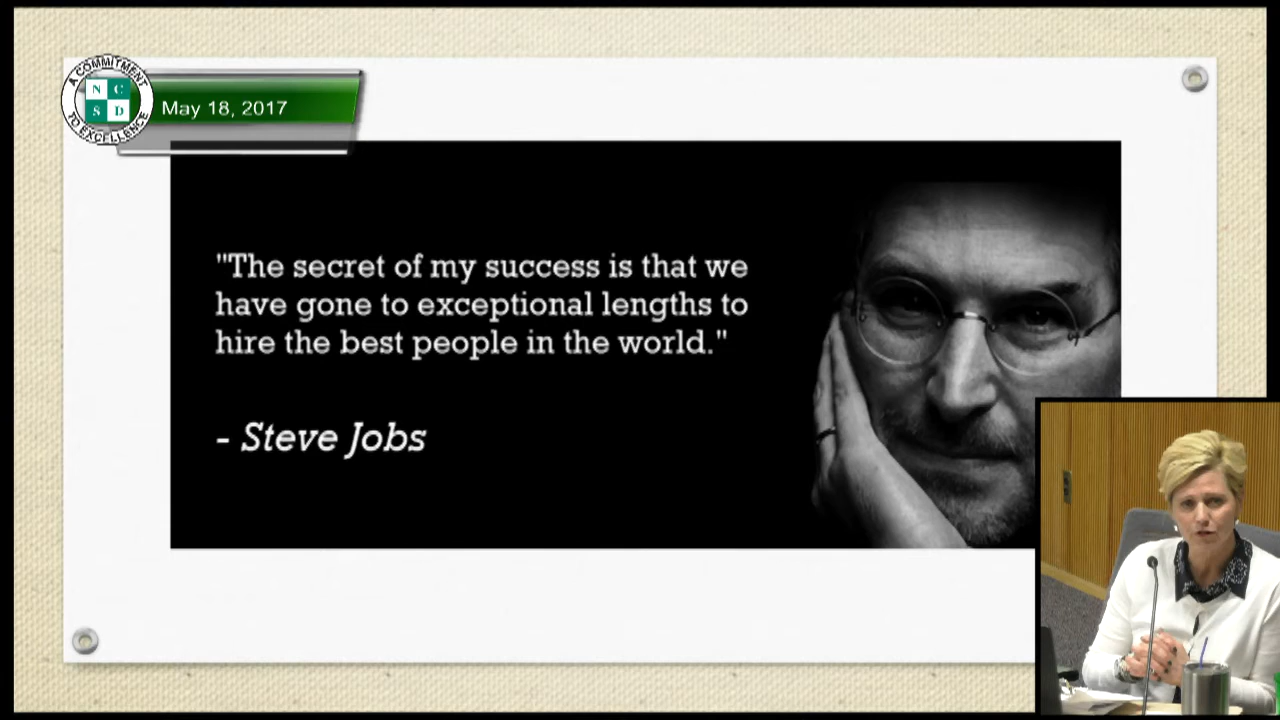 A COMMITMENT
N C
S D
TO EXCELLENCE
May 18, 2017
"The secret of my success is that we
have gone to exceptional lengths to
hire the best people in the world."
- Steve Jobs